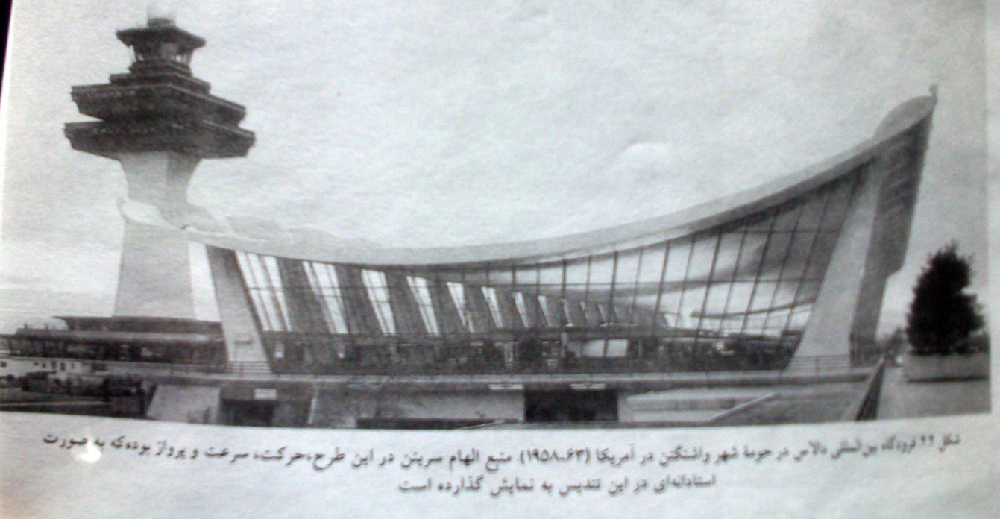 شکل ۲۲ فرودگاه بین‌المللی دالاس در حومهٔ شهر واشنگتن در آمریکا (۶۳-۱۹۵۸) منبع الهام سرینن در این طرح، حرکت، سرعت و پرواز بوده که به صورت
استادانه‌ای در این تندیس به نمایش گذارده است